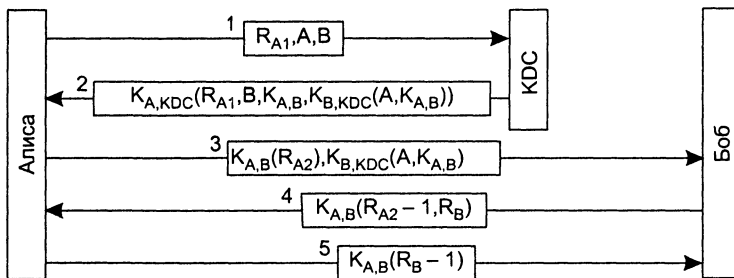 1
R_A1,A,B
Алиса
KDC
Боб
2
K_A,KDC(R_A1,B,K_A,B,K_B,KDC(A,K_A,B))
3
K_A,B(R_A2),K_B,KDC(A,K_A,B)
4
K_A,B(R_A2 – 1,R_B)
5
K_A,B(R_B – 1)